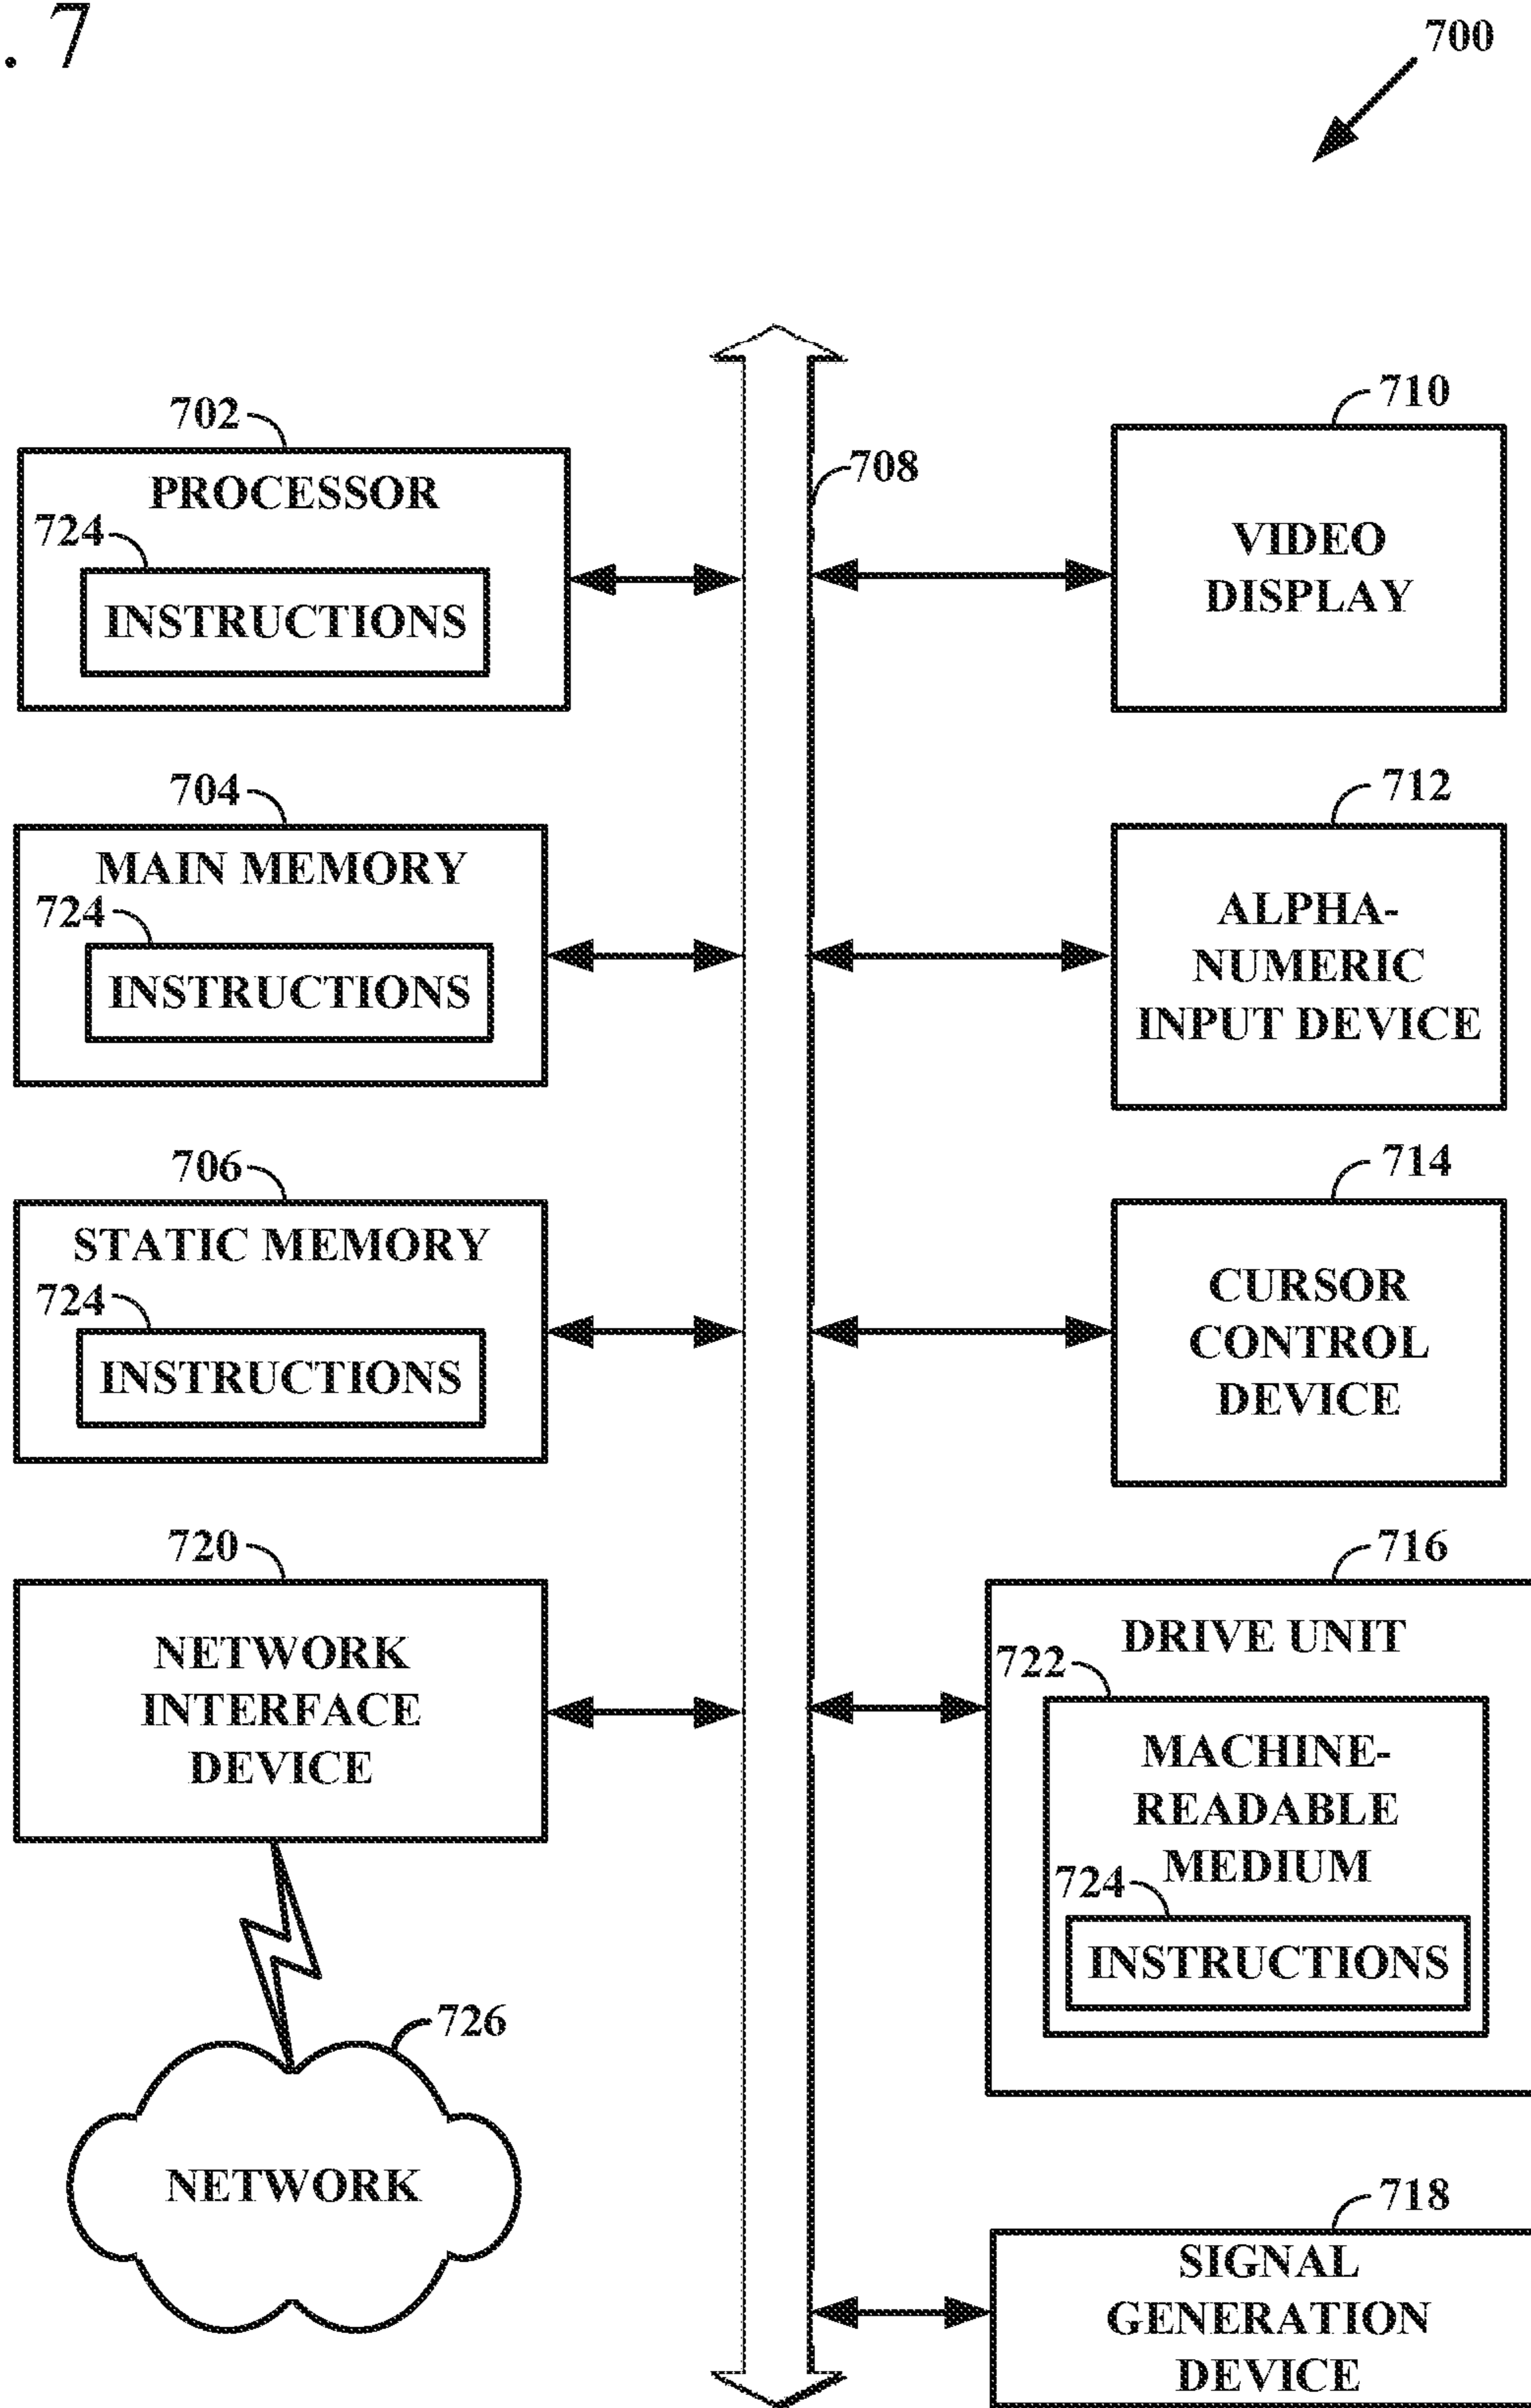 . 7
700
702
PROCESSOR
724
INSTRUCTIONS
704
MAIN MEMORY
724
INSTRUCTIONS
706
STATIC MEMORY
724
INSTRUCTIONS
720
NETWORK
INTERFACE
DEVICE
726
NETWORK
708
710
VIDEO
DISPLAY
712
ALPHA-
NUMERIC
INPUT DEVICE
714
CURSOR
CONTROL
DEVICE
716
DRIVE UNIT
722
MACHINE-
READABLE
MEDIUM
724
INSTRUCTIONS
718
SIGNAL
GENERATION
DEVICE